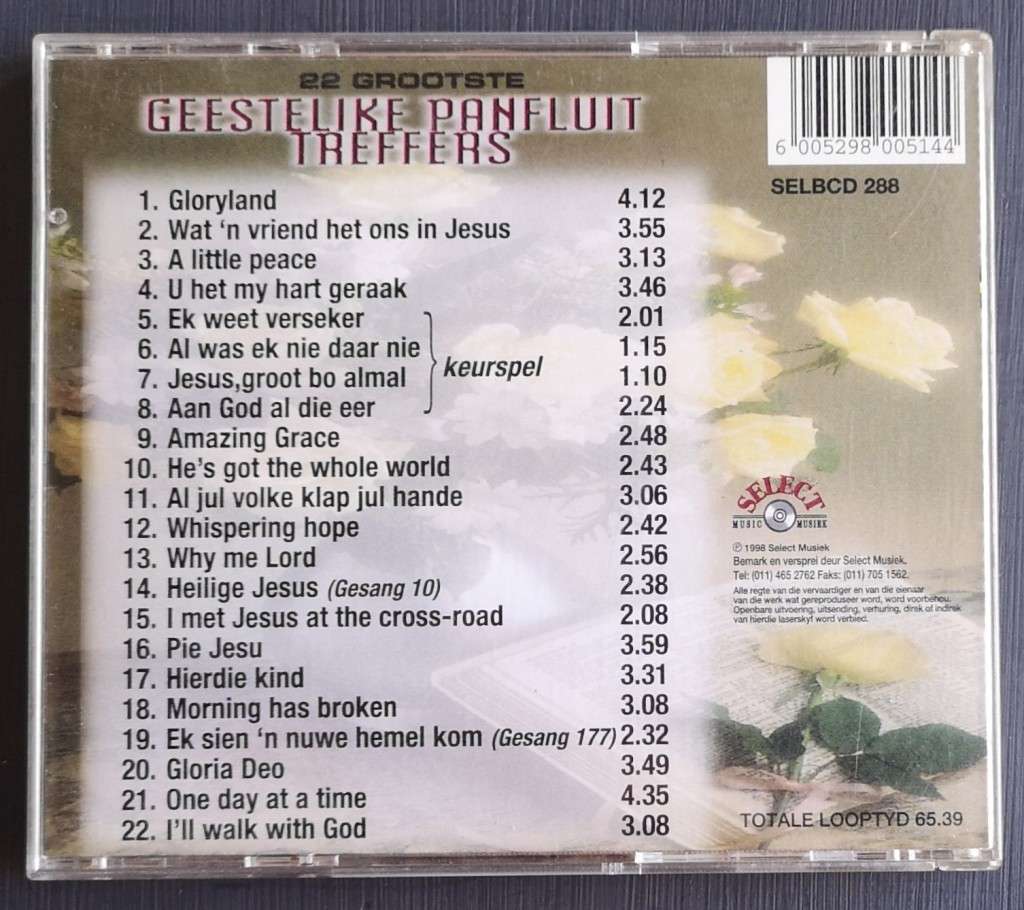 22 GROOTSTE
GEESTELIKE PANFLUIT
TREFFERS
6 005298 005144
SELBCD 288
1. Gloryland 4.12
2. Wat 'n vriend het ons in Jesus 3.55
3. A little peace 3.13
4. U het my hart geraak 3.46
5. Ek weet verseker 2.01
6. Al was ek nie daar nie 1.15
7. Jesus,groot bo almal 1.10
keurspel
8. Aan God al die eer 2.24
9. Amazing Grace 2.48
10. He's got the whole world 2.43
11. Al jul volke klap jul hande 3.06
12. Whispering hope 2.42
13. Why me Lord 2.56
14. Heilige Jesus (Gesang 10) 2.38
15. I met Jesus at the cross-road 2.08
16. Pie Jesu 3.59
17. Hierdie kind 3.31
18. Morning has broken 3.08
19. Ek sien 'n nuwe hemel kom (Gesang 177) 2.32
20. Gloria Deo 3.49
21. One day at a time 4.35
22. I'll walk with God 3.08
SELECT
MUSIC MUSIEK
℗ 1998 Select Musiek
Bemark en versprei deur Select Musiek.
Tel: (011) 465 2762 Faks: (011) 705 1562.
Alle regte van die vervaardiger en van die eienaar
van die werk wat gereproduseer word, word voorbehou.
Openbare uitvoering, uitsending, verhuring, direk of indirek
van hierdie laserskyf word verbied.
TOTALE LOOPTYD 65.39